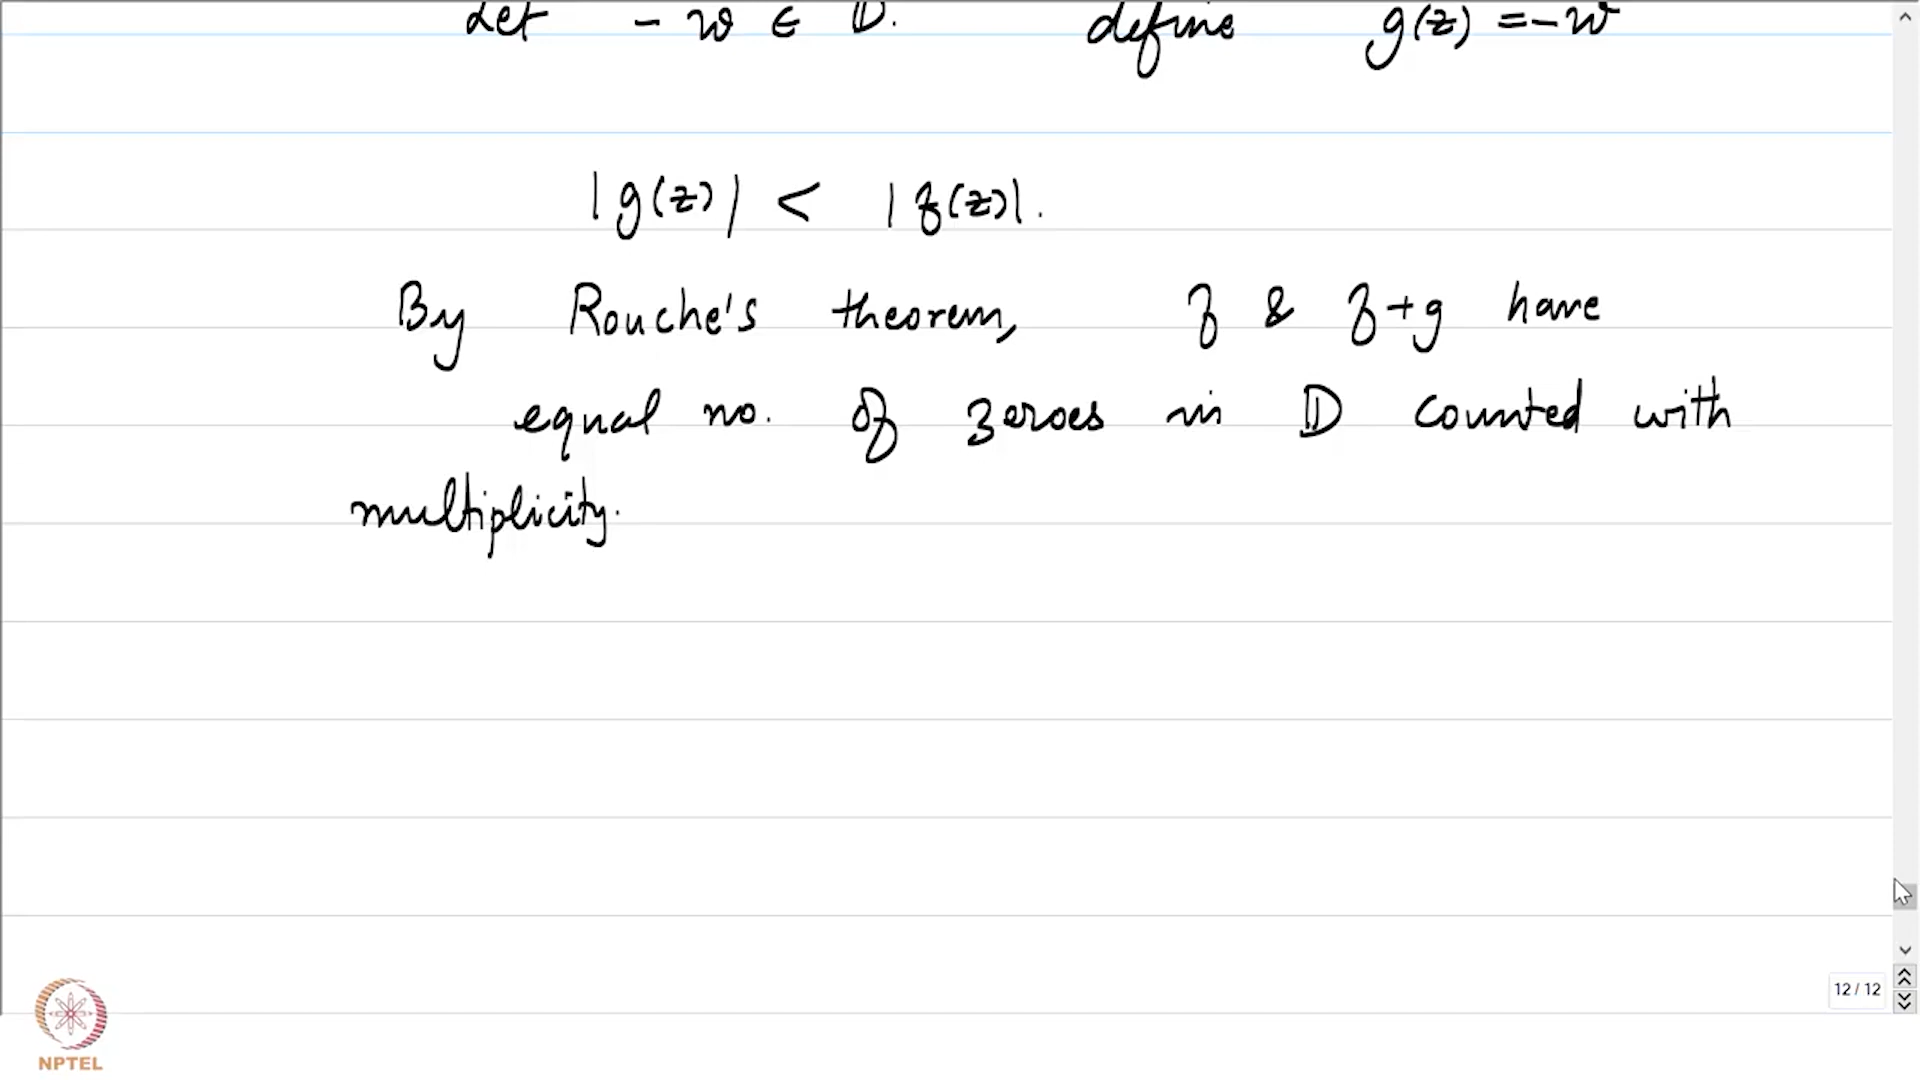 Let -w ∈ 𝔻. define g(z) = -w
|g(z)| < |f(z)|.
By Rouche's theorem, f & f+g have
equal no. of zeroes in 𝔻 counted with
multiplicity.
12 / 12
NPTEL